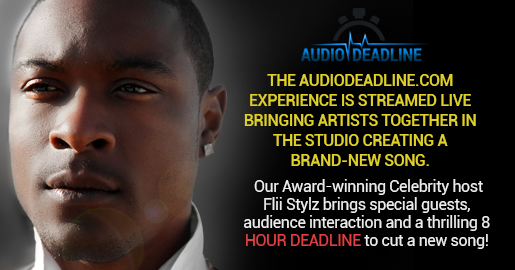 AUDIO DEADLINE
THE AUDIODEADLINE.COM
EXPERIENCE IS STREAMED LIVE
BRINGING ARTISTS TOGETHER IN
THE STUDIO CREATING A
BRAND-NEW SONG.
Our Award-winning Celebrity host
Flii Stylz brings special guests,
audience interaction and a thrilling 8
HOUR DEADLINE to cut a new song!